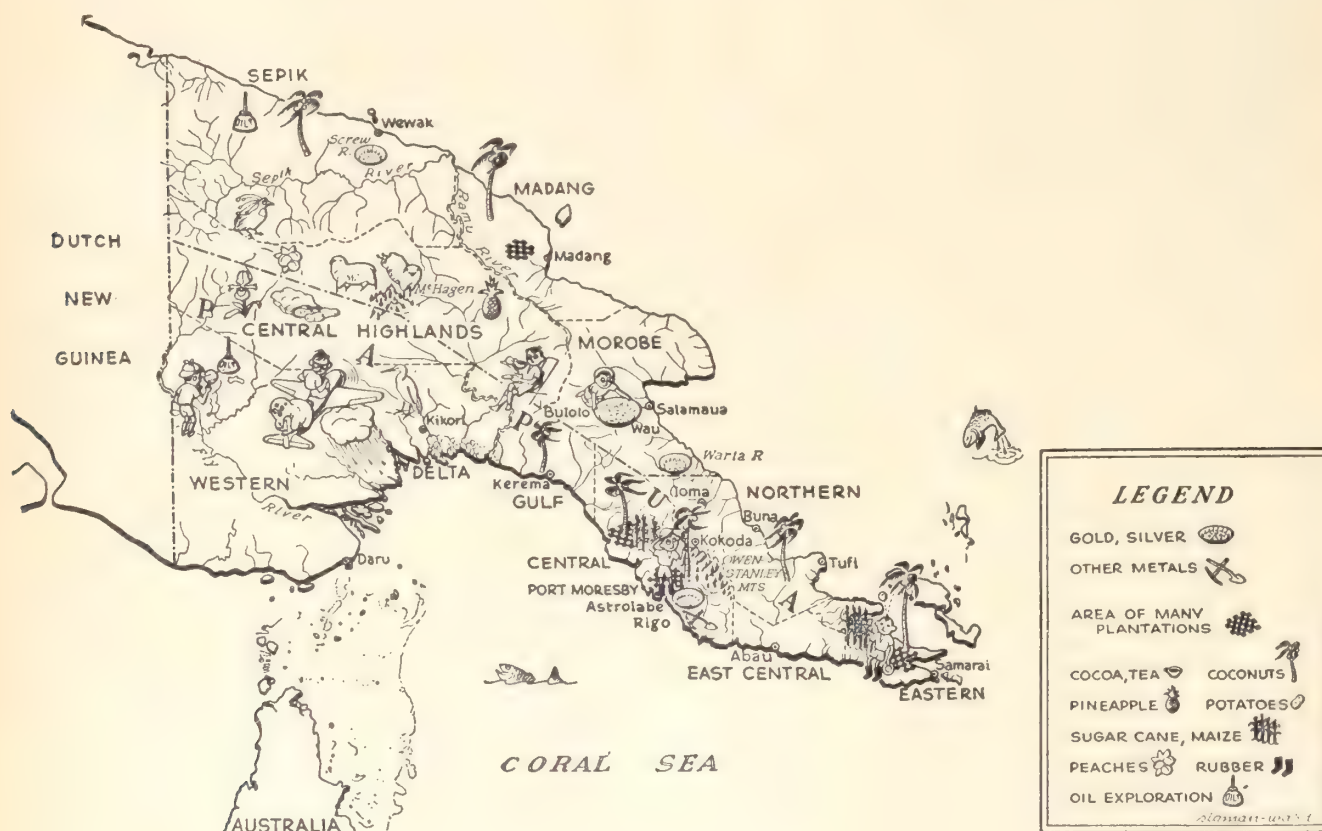 SEPIK
OIL
Wewak
Screw
R.
Sepik River
Ramu River
MADANG
Madang
DUTCH
NEW
GUINEA
Mt Hagen
P
CENTRAL HIGHLANDS
A
OIL
MOROBE
Bulolo
Salamaua
Wau
P
Kikori
DELTA
Kerema
GULF
WESTERN
River
Daru
Waria R
U
Ioma
NORTHERN
Buna
Kokoda
CENTRAL
OWEN
STANLEY
MTS
Tufi
PORT MORESBY
Astrolabe
Rigo
A
Abau
EAST CENTRAL
Samarai
EASTERN
CORAL SEA
AUSTRALIA
LEGEND
GOLD, SILVER
OTHER METALS
AREA OF MANY
PLANTATIONS
COCOA, TEA COCONUTS
PINEAPPLE POTATOES
SUGAR CANE, MAIZE
PEACHES RUBBER
OIL EXPLORATION OIL